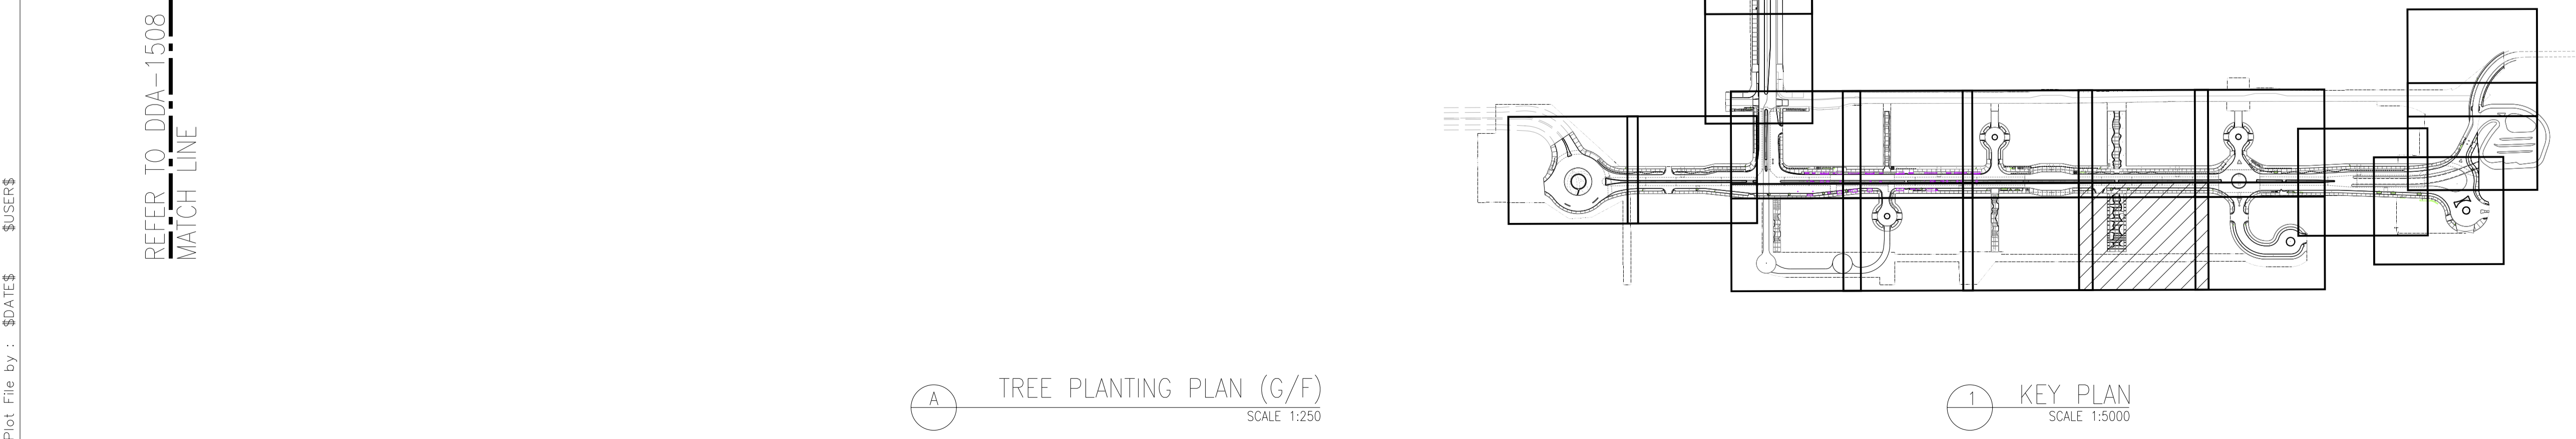 Plot File by : $DATE$ $USER$
REFER TO DDA-1508
MATCH LINE
A
TREE PLANTING PLAN (G/F)
SCALE 1:250
1
KEY PLAN
SCALE 1:5000